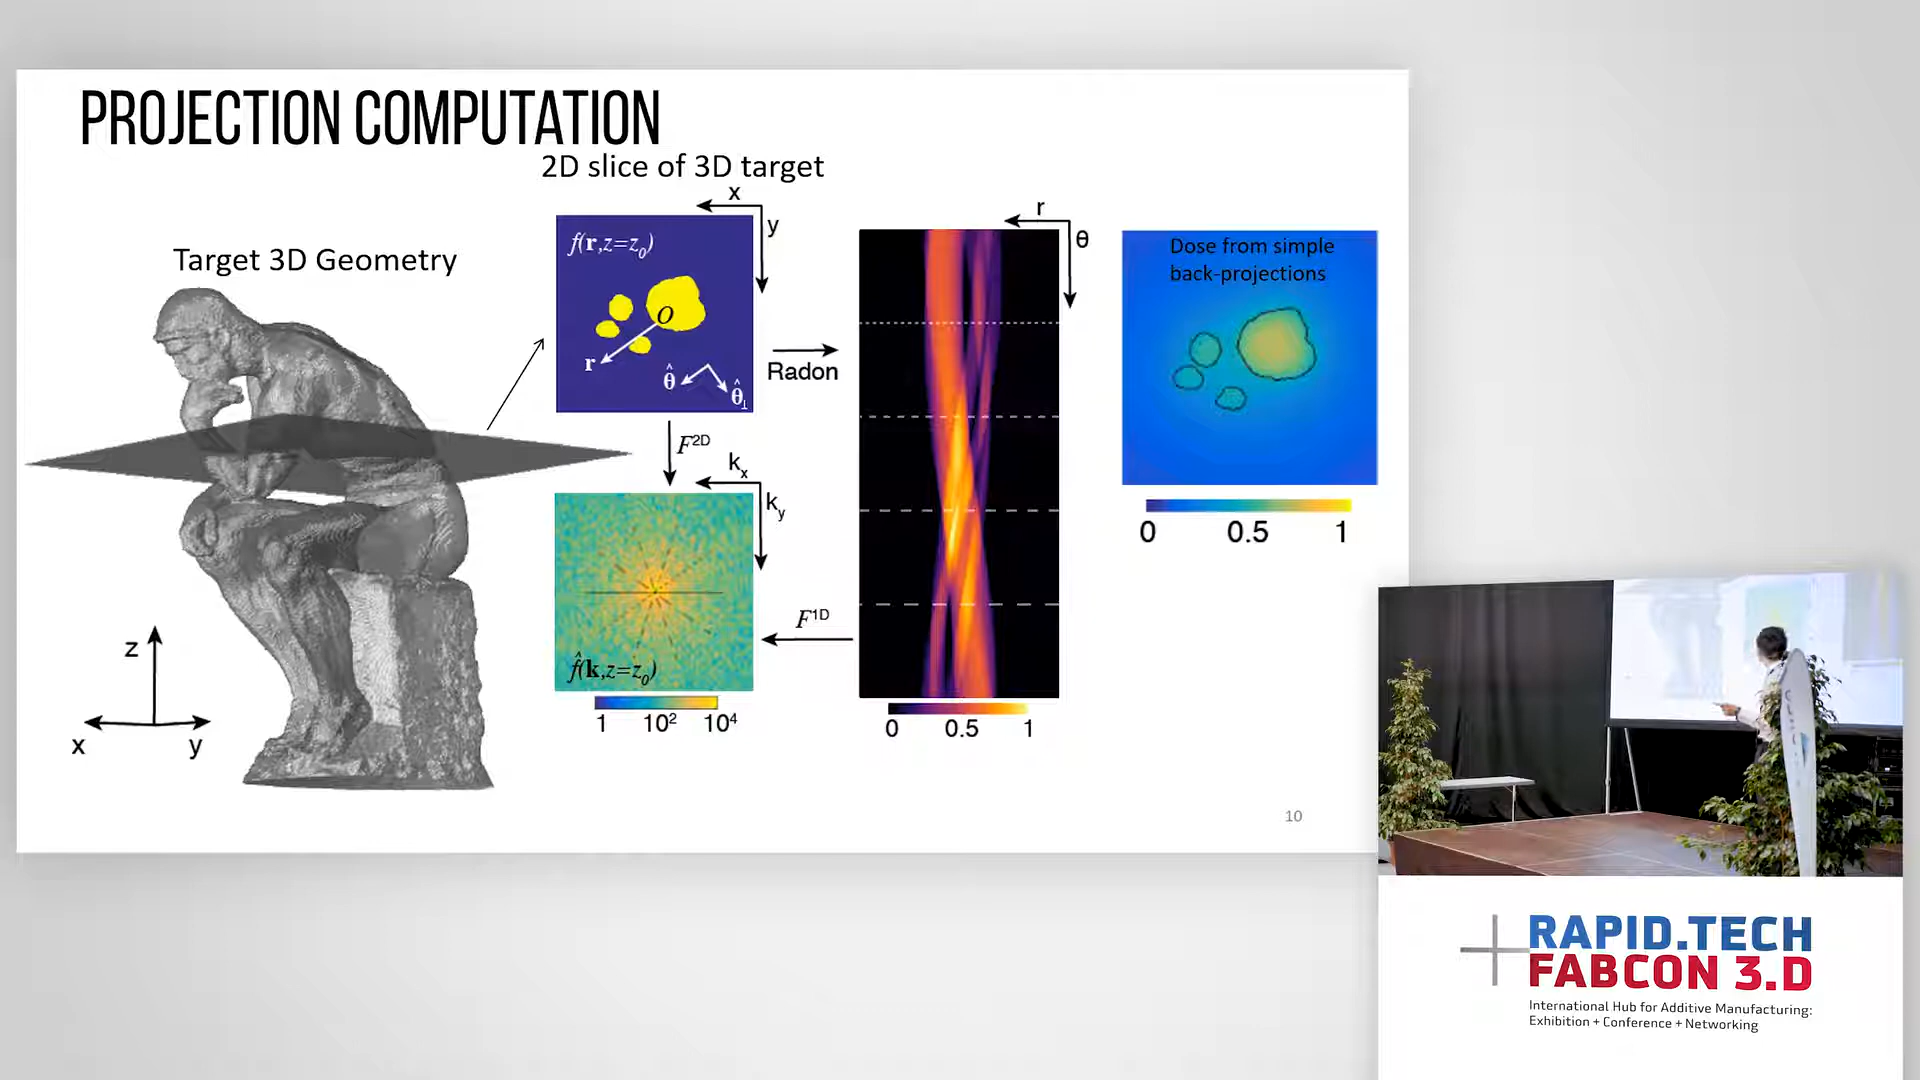 PROJECTION COMPUTATION
2D slice of 3D target
Target 3D Geometry
x
y
f(r,z=z0)
O
r
θ̂
θ̂⊥
Radon
F2D
kx
ky
f̂(k,z=z0)
1 10² 10⁴
F1D
r
θ
0 0.5 1
Dose from simple
back-projections
0 0.5 1
z
x
y
10
RAPID.TECH
FABCON 3.D
International Hub for Additive Manufacturing:
Exhibition + Conference + Networking